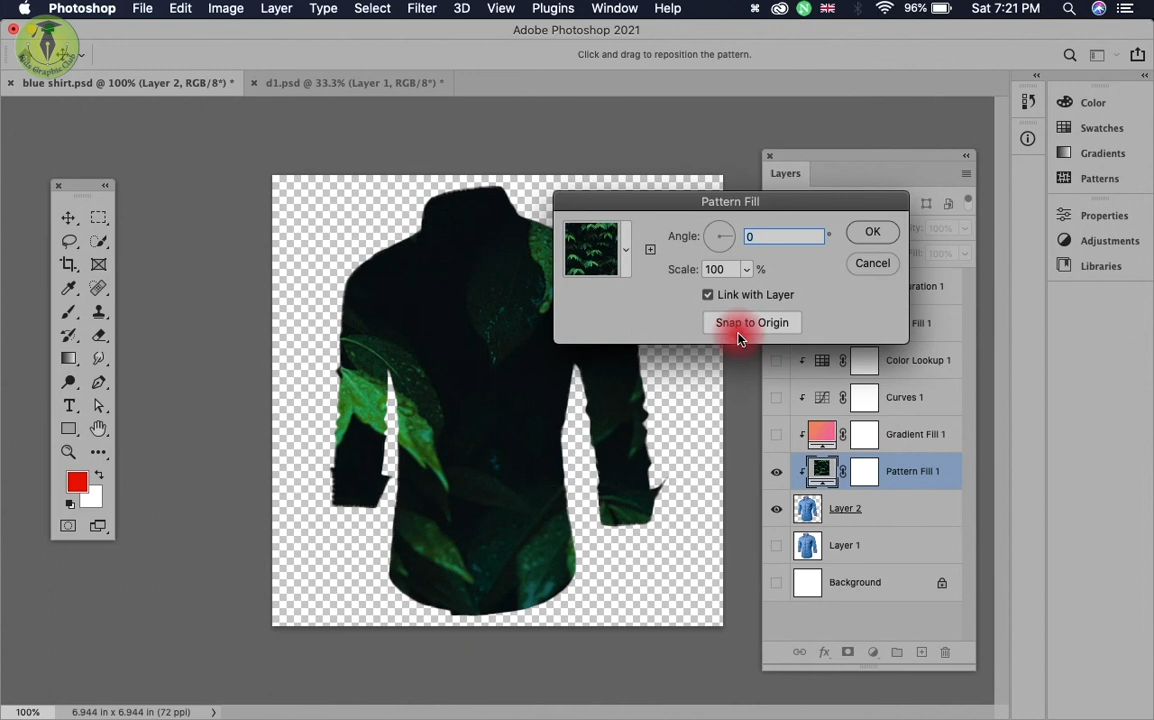 Photoshop File Edit Image Layer Type Select Filter 3D View Plugins Window Help 96% Sat 7:21 PM
Adobe Photoshop 2021
Click and drag to reposition the pattern.
blue shirt.psd @ 100% (Layer 2, RGB/8*) * d1.psd @ 33.3% (Layer 1, RGB/8*) *
Color
Swatches
Gradients
Patterns
Properties
Adjustments
Libraries
Layers
Pattern Fill
Angle: 0 °
Scale: 100 %
Link with Layer
Snap to Origin
OK
Cancel
100%
100%
Fill 1
Color Lookup 1
Curves 1
Gradient Fill 1
Pattern Fill 1
Layer 2
Layer 1
Background
fx
100% 6.944 in x 6.944 in (72 ppi)